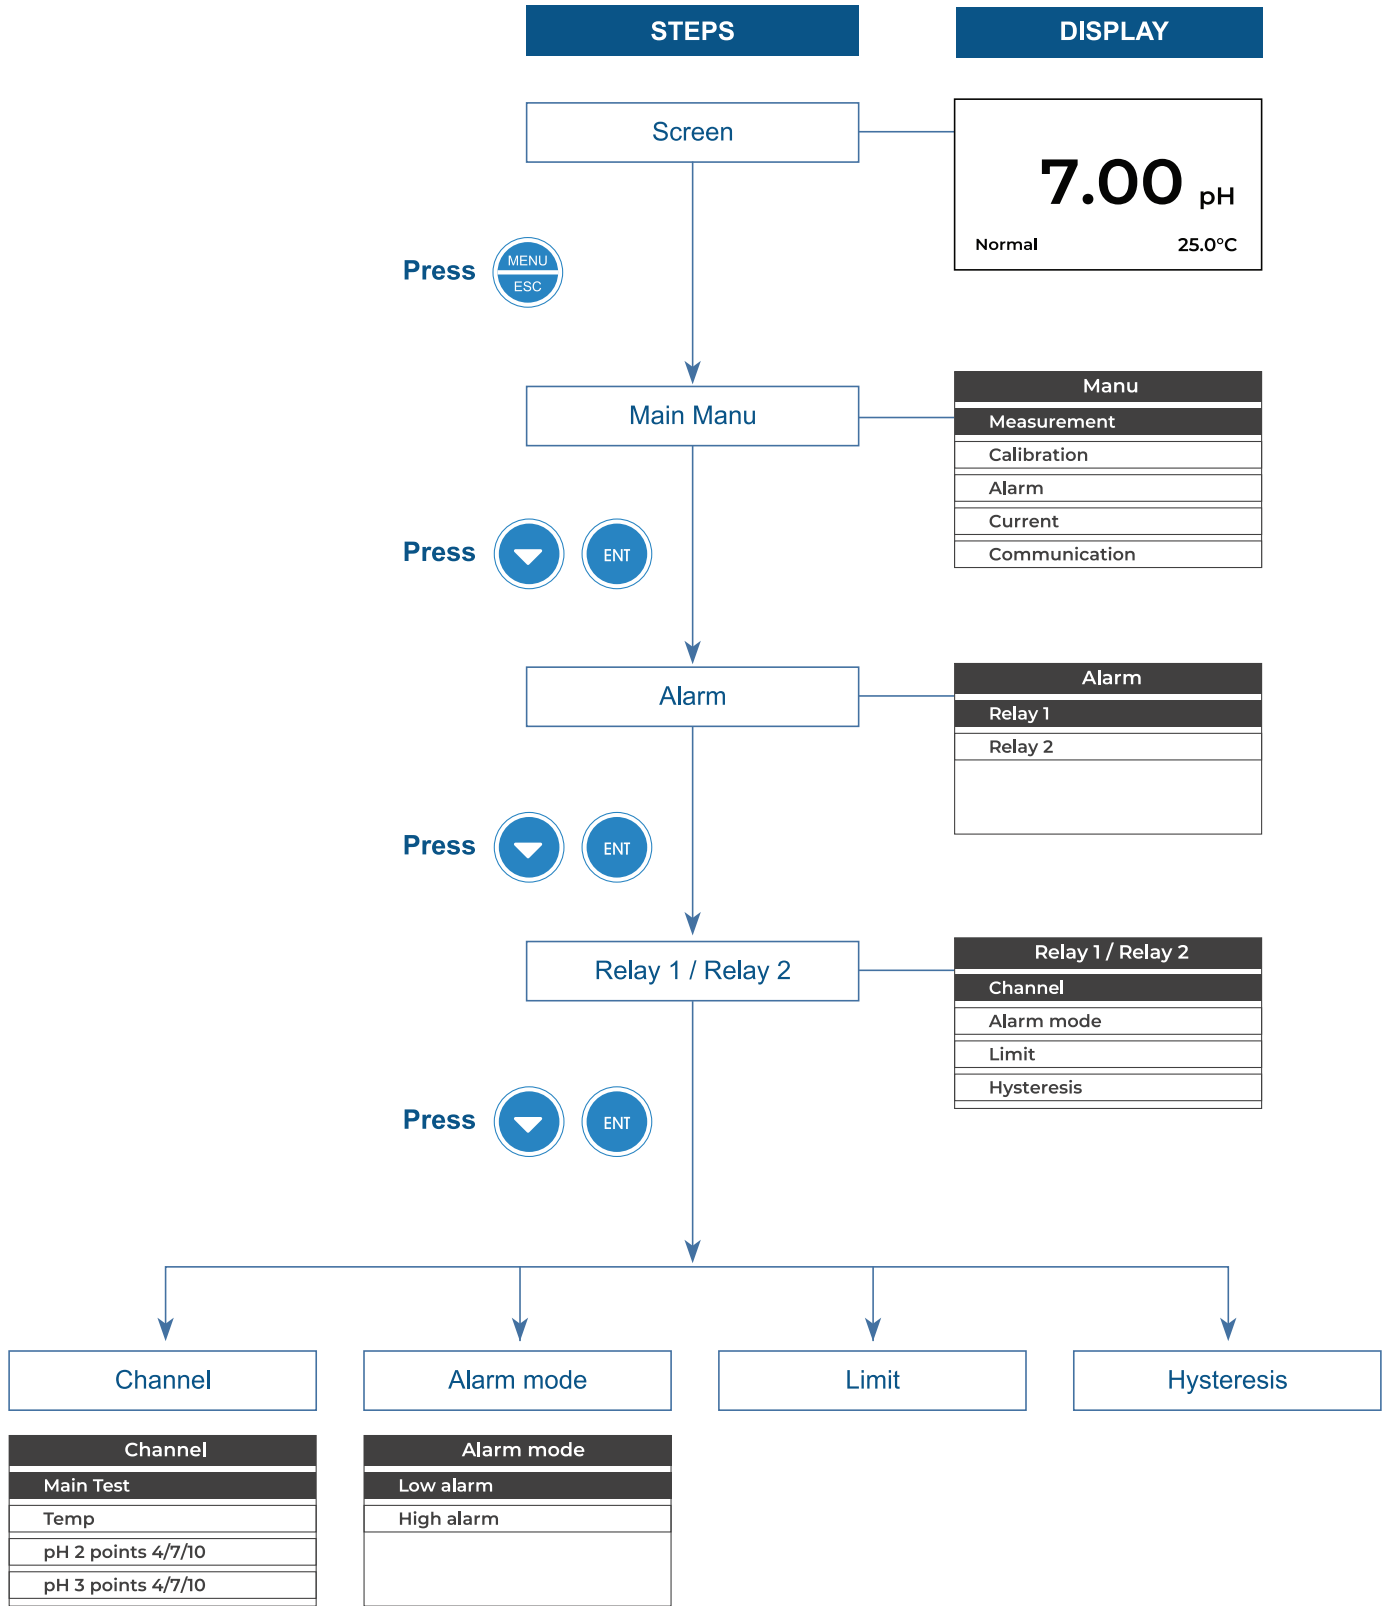 STEPS
DISPLAY
Screen
7.00 pH
Normal 25.0°C
Press MENU
ESC
Main Manu
Manu
Measurement
Calibration
Alarm
Current
Communication
Press ENT
Alarm
Alarm
Relay 1
Relay 2
Press ENT
Relay 1 / Relay 2
Relay 1 / Relay 2
Channel
Alarm mode
Limit
Hysteresis
Press ENT
Channel
Alarm mode
Limit
Hysteresis
Channel
Main Test
Temp
pH 2 points 4/7/10
pH 3 points 4/7/10
Alarm mode
Low alarm
High alarm